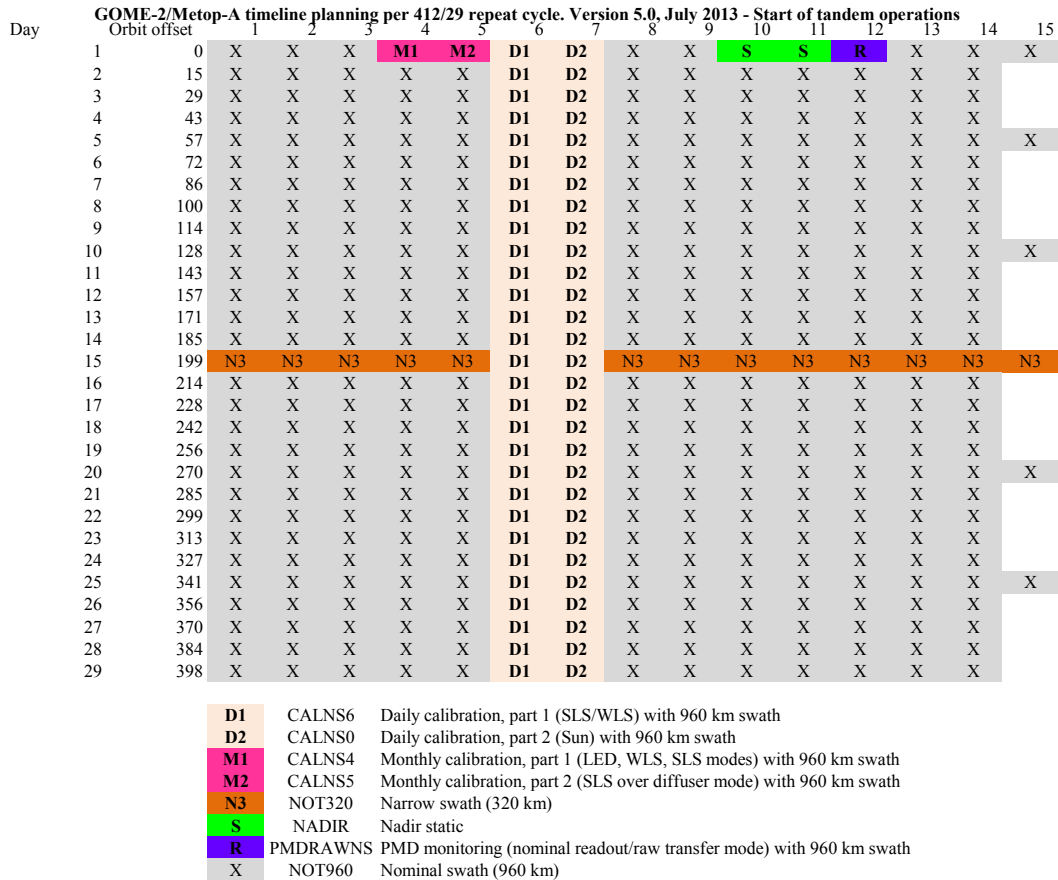 GOME-2/Metop-A timeline planning per 412/29 repeat cycle. Version 5.0, July 2013 - Start of tandem operations
Day Orbit offset 1 2 3 4 5 6 7 8 9 10 11 12 13 14 15
1 0 X X X M1 M2 D1 D2 X X S S R X X X
2 15 X X X X X D1 D2 X X X X X X X
3 29 X X X X X D1 D2 X X X X X X X
4 43 X X X X X D1 D2 X X X X X X X
5 57 X X X X X D1 D2 X X X X X X X X
6 72 X X X X X D1 D2 X X X X X X X
7 86 X X X X X D1 D2 X X X X X X X
8 100 X X X X X D1 D2 X X X X X X X
9 114 X X X X X D1 D2 X X X X X X X
10 128 X X X X X D1 D2 X X X X X X X X
11 143 X X X X X D1 D2 X X X X X X X
12 157 X X X X X D1 D2 X X X X X X X
13 171 X X X X X D1 D2 X X X X X X X
14 185 X X X X X D1 D2 X X X X X X X
15 199 N3 N3 N3 N3 N3 D1 D2 N3 N3 N3 N3 N3 N3 N3 N3
16 214 X X X X X D1 D2 X X X X X X X
17 228 X X X X X D1 D2 X X X X X X X
18 242 X X X X X D1 D2 X X X X X X X
19 256 X X X X X D1 D2 X X X X X X X
20 270 X X X X X D1 D2 X X X X X X X X
21 285 X X X X X D1 D2 X X X X X X X
22 299 X X X X X D1 D2 X X X X X X X
23 313 X X X X X D1 D2 X X X X X X X
24 327 X X X X X D1 D2 X X X X X X X
25 341 X X X X X D1 D2 X X X X X X X X
26 356 X X X X X D1 D2 X X X X X X X
27 370 X X X X X D1 D2 X X X X X X X
28 384 X X X X X D1 D2 X X X X X X X
29 398 X X X X X D1 D2 X X X X X X X
D1 CALNS6 Daily calibration, part 1 (SLS/WLS) with 960 km swath
D2 CALNS0 Daily calibration, part 2 (Sun) with 960 km swath
M1 CALNS4 Monthly calibration, part 1 (LED, WLS, SLS modes) with 960 km swath
M2 CALNS5 Monthly calibration, part 2 (SLS over diffuser mode) with 960 km swath
N3 NOT320 Narrow swath (320 km)
S NADIR Nadir static
R PMDRAWNS PMD monitoring (nominal readout/raw transfer mode) with 960 km swath
X NOT960 Nominal swath (960 km)